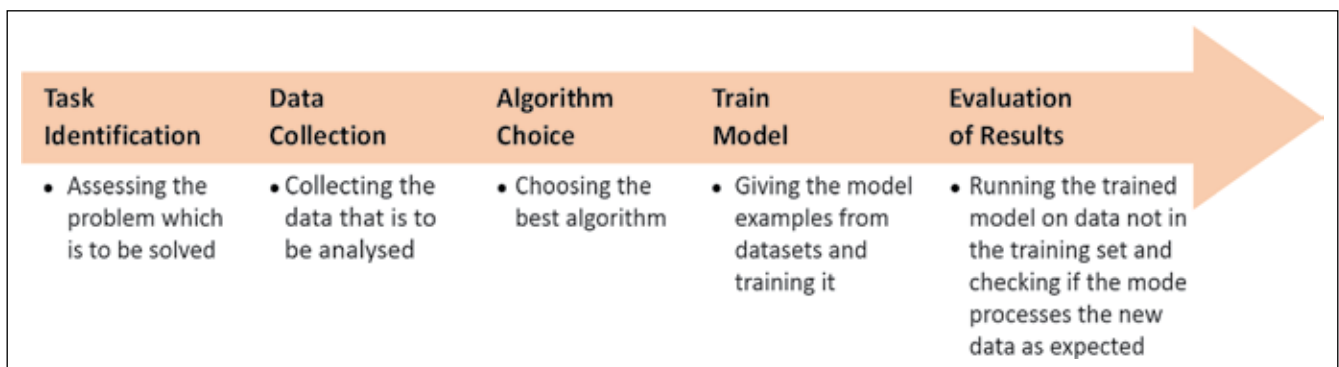 Task
Identification
Data
Collection
Algorithm
Choice
Train
Model
Evaluation
of Results
• Assessing the
problem which
is to be solved
• Collecting the
data that is to
be analysed
• Choosing the
best algorithm
• Giving the model
examples from
datasets and
training it
• Running the trained
model on data not in
the training set and
checking if the mode
processes the new
data as expected